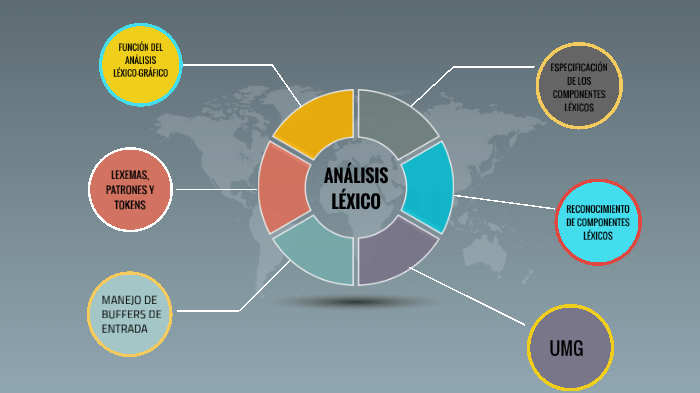 FUNCIÓN DEL
ANÁLISIS
LÉXICO-GRÁFICO
LEXEMAS,
PATRONES Y
TOKENS
MANEJO DE
BUFFERS DE
ENTRADA
ANÁLISIS
LÉXICO
ESPECIFICACIÓN
DE LOS
COMPONENTES
LÉXICOS
RECONOCIMIENTO
DE COMPONENTES
LÉXICOS
UMG